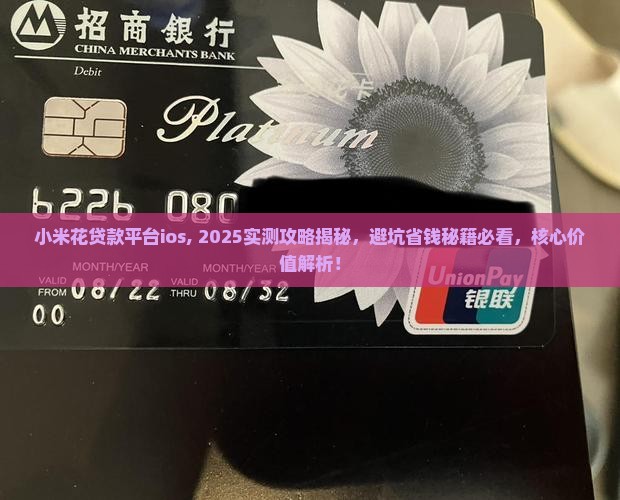 招商銀行
CHINA MERCHANTS BANK
Debit
Platinum
6226 080
小米花贷款平台ios, 2025实测攻略揭秘，避坑省钱秘籍必看，核心价
值解析！
MONTH/YEAR MONTH/YEAR
VALID FROM 08/22 VALID THRU 08/32
00
UnionPay
银联